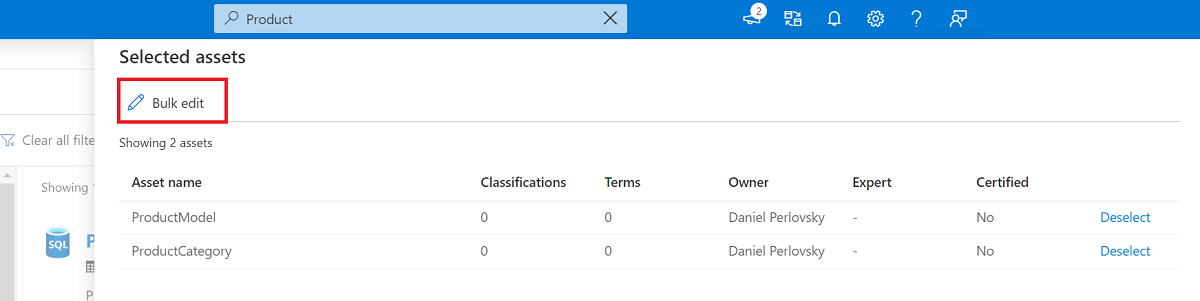 Product
2
Selected assets
Bulk edit
Clear all filte
Showing 2 assets
Asset name Classifications Terms Owner Expert Certified
Showing 1
ProductModel 0 0 Daniel Perlovsky - No Deselect
SQL
P
ProductCategory 0 0 Daniel Perlovsky - No Deselect
P